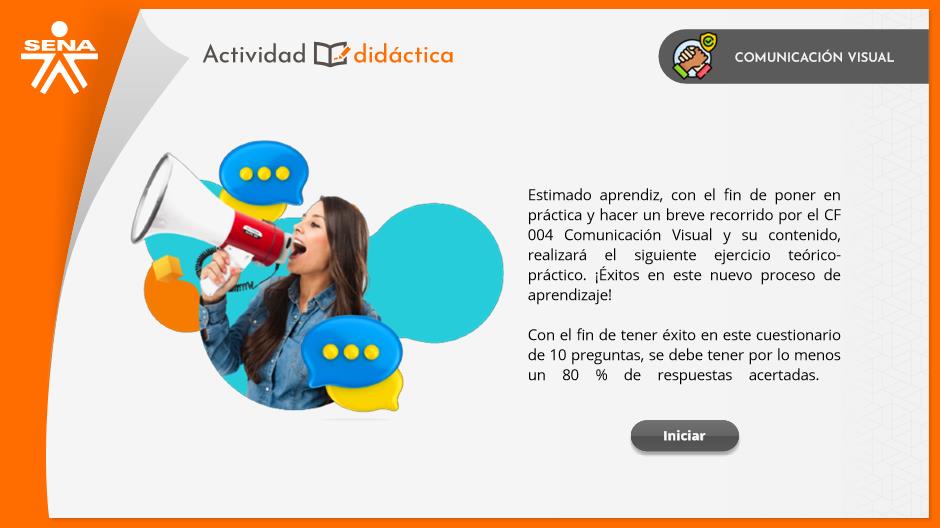 SENA
Actividad didáctica
COMUNICACIÓN VISUAL
Estimado aprendiz, con el fin de poner en
práctica y hacer un breve recorrido por el CF
004 Comunicación Visual y su contenido,
realizará el siguiente ejercicio teórico-
práctico. ¡Éxitos en este nuevo proceso de
aprendizaje!
Con el fin de tener éxito en este cuestionario
de 10 preguntas, se debe tener por lo menos
un 80 % de respuestas acertadas.
Iniciar